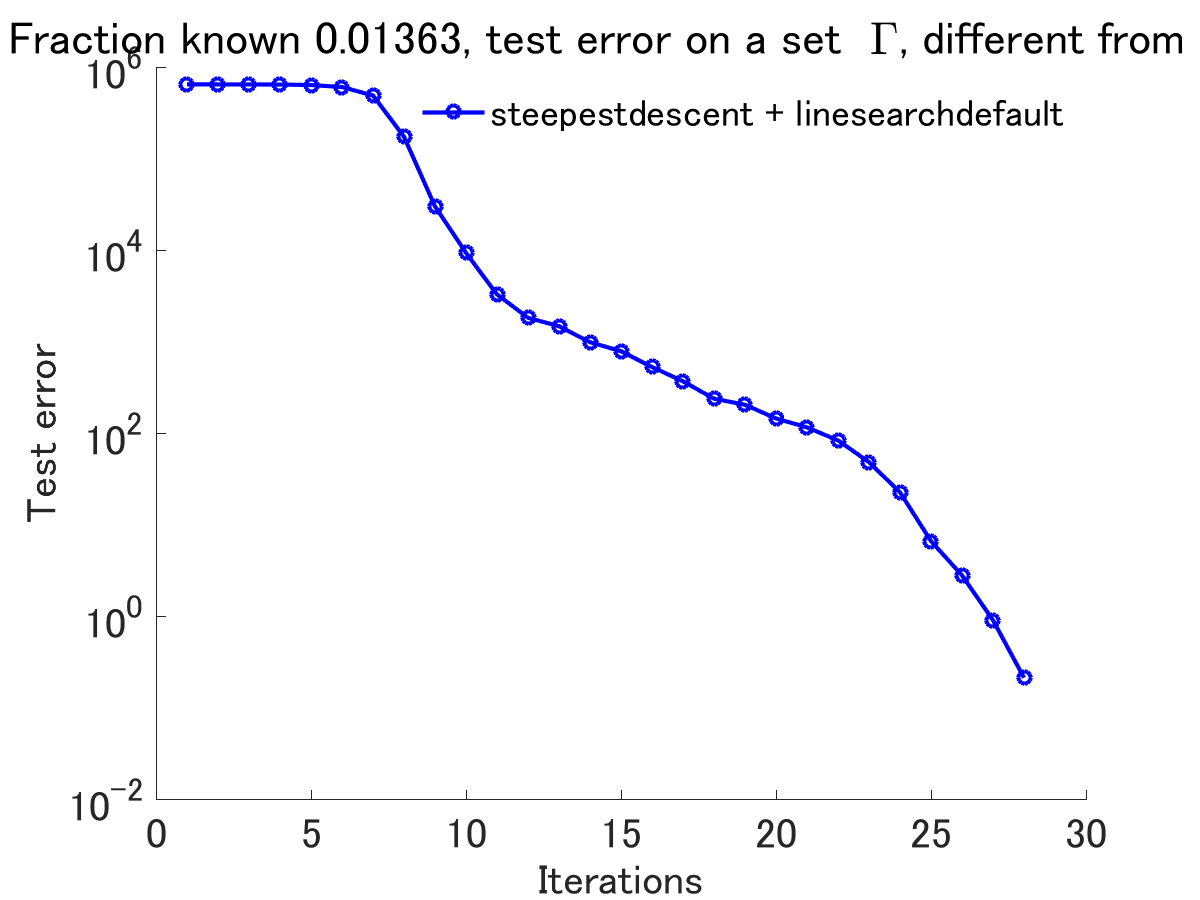 Fraction known 0.01363, test error on a set Γ, different from
10^6
steepestdescent + linesearchdefault
10^4
10^2
10^0
10^−2
Test error
0 5 10 15 20 25 30
Iterations